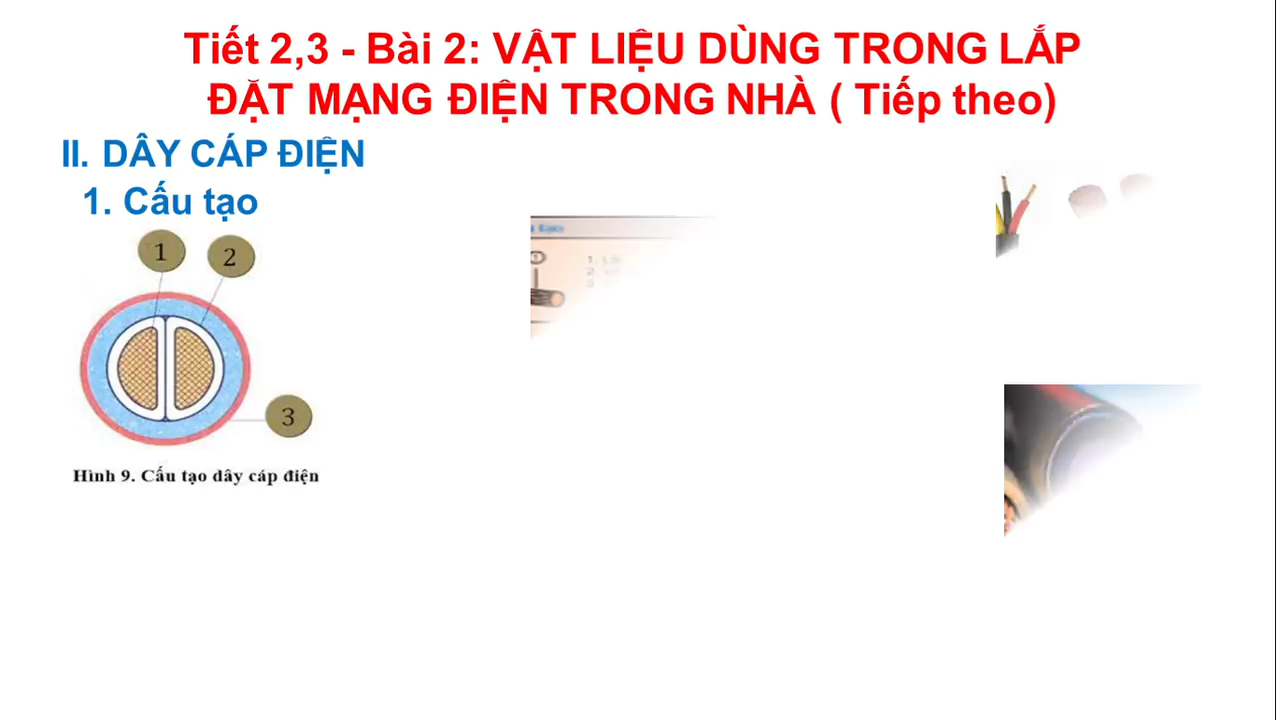 Tiết 2,3 - Bài 2: VẬT LIỆU DÙNG TRONG LẮP
ĐẶT MẠNG ĐIỆN TRONG NHÀ ( Tiếp theo)
II. DÂY CÁP ĐIỆN
1. Cấu tạo
1
2
3
Hình 9. Cấu tạo dây cáp điện